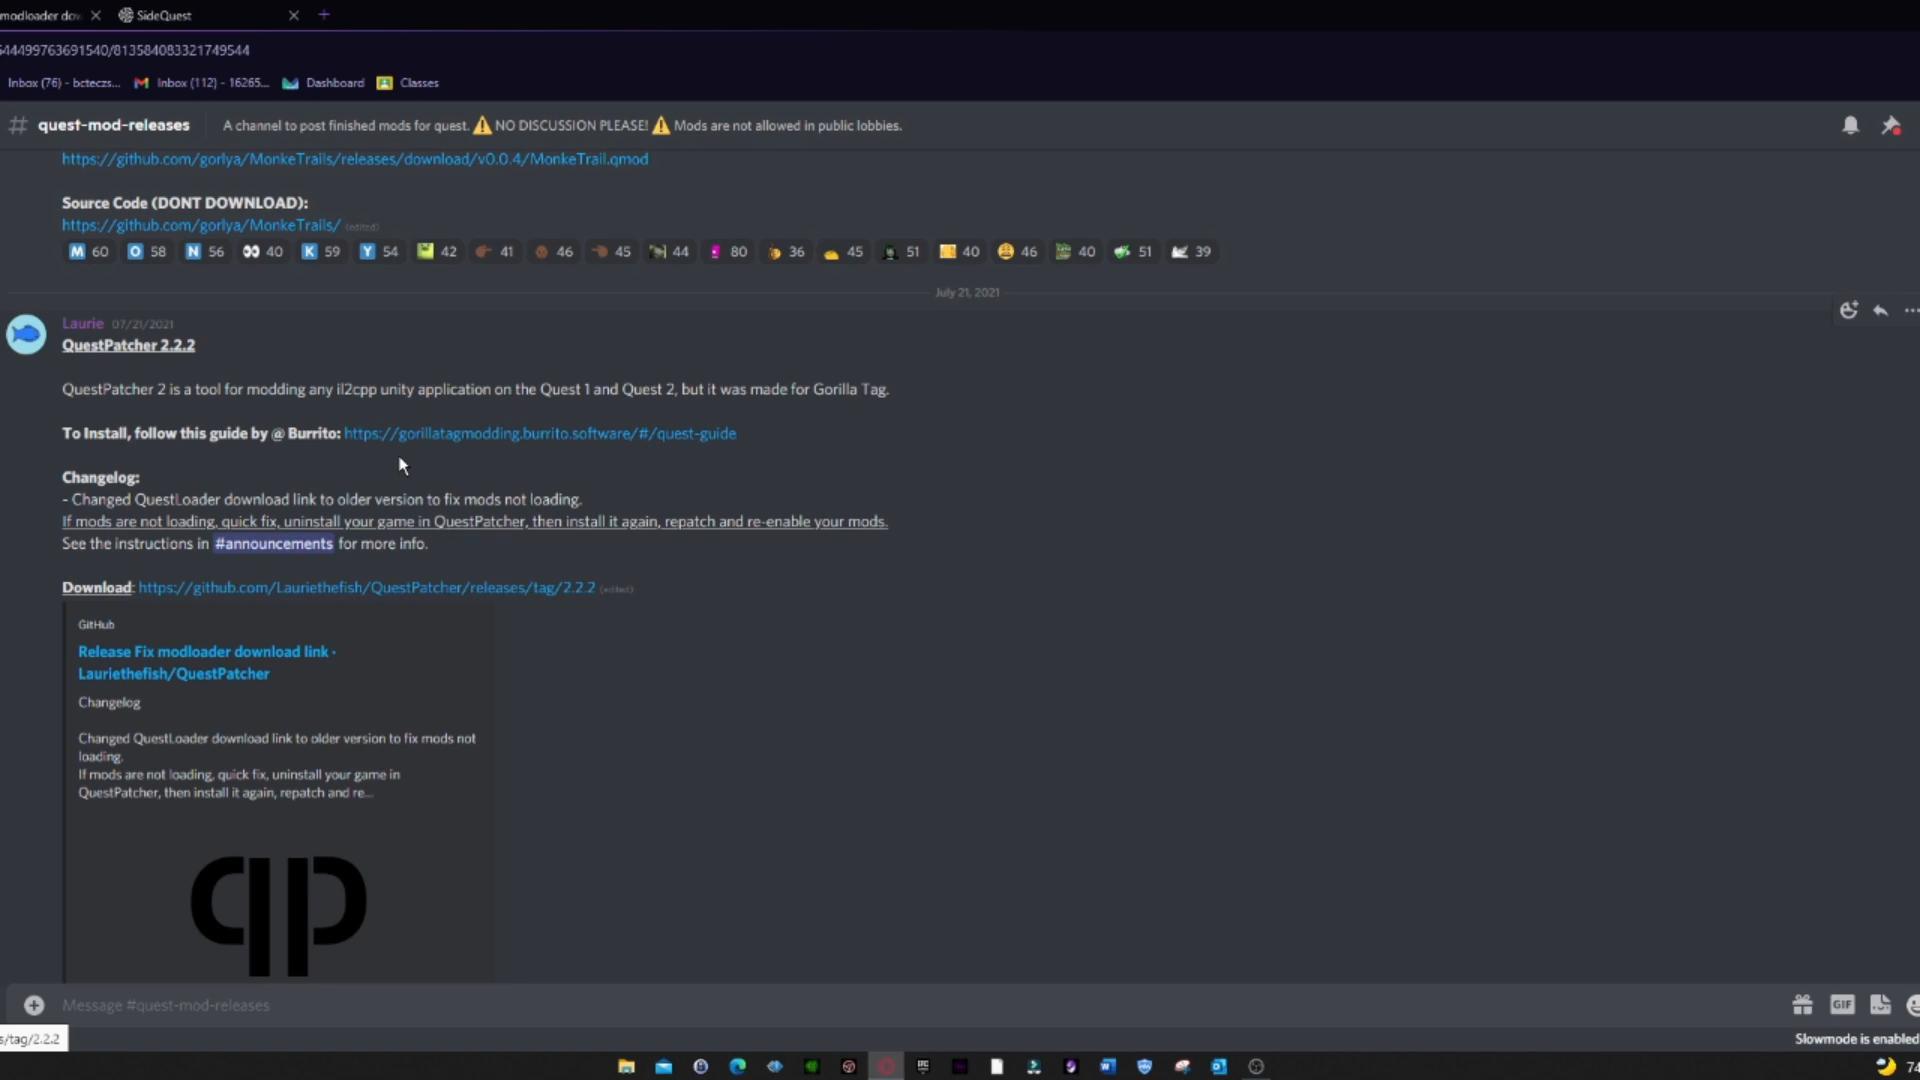 modloader dow
SideQuest
544499763691540/813584083321749544
Inbox (76) - bcteczs...
Inbox (112) - 16265...
Dashboard
Classes
# quest-mod-releases
A channel to post finished mods for quest. ⚠️ NO DISCUSSION PLEASE! ⚠️ Mods are not allowed in public lobbies.
https://github.com/gorlya/MonkeTrails/releases/download/v0.0.4/MonkeTrail.qmod
Source Code (DONT DOWNLOAD):
https://github.com/gorlya/MonkeTrails/ (edited)
M 60 O 58 N 56 40 K 59 Y 54 42 41 46 45 44 80 36 45 51 40 46 40 51 39
July 21, 2021
Laurie 07/21/2021
QuestPatcher 2.2.2
QuestPatcher 2 is a tool for modding any il2cpp unity application on the Quest 1 and Quest 2, but it was made for Gorilla Tag.
To Install, follow this guide by @ Burrito: https://gorillatagmodding.burrito.software/#/quest-guide
Changelog:
- Changed QuestLoader download link to older version to fix mods not loading.
If mods are not loading, quick fix, uninstall your game in QuestPatcher, then install it again, repatch and re-enable your mods.
See the instructions in #announcements for more info.
Download: https://github.com/Lauriethefish/QuestPatcher/releases/tag/2.2.2 (edited)
GitHub
Release Fix modloader download link ·
Lauriethefish/QuestPatcher
Changelog
Changed QuestLoader download link to older version to fix mods not
loading.
If mods are not loading, quick fix, uninstall your game in
QuestPatcher, then install it again, repatch and re...
Message #quest-mod-releases
GIF
s/tag/2.2.2
Slowmode is enabled
74